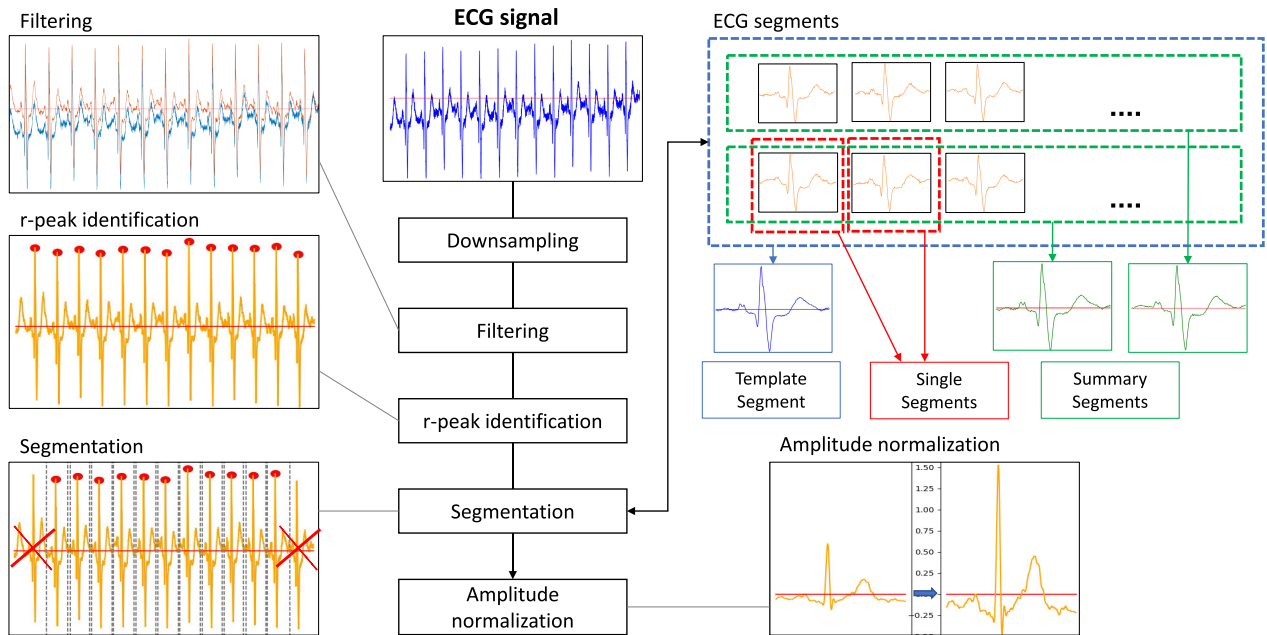 Filtering
ECG signal
ECG segments
....
....
r-peak identification
Downsampling
Filtering
Template
Segment
Single
Segments
Summary
Segments
r-peak identification
Segmentation
Amplitude normalization
Segmentation
1.50
1.25
1.00
0.75
0.50
0.25
0.00
−0.25
Amplitude
normalization